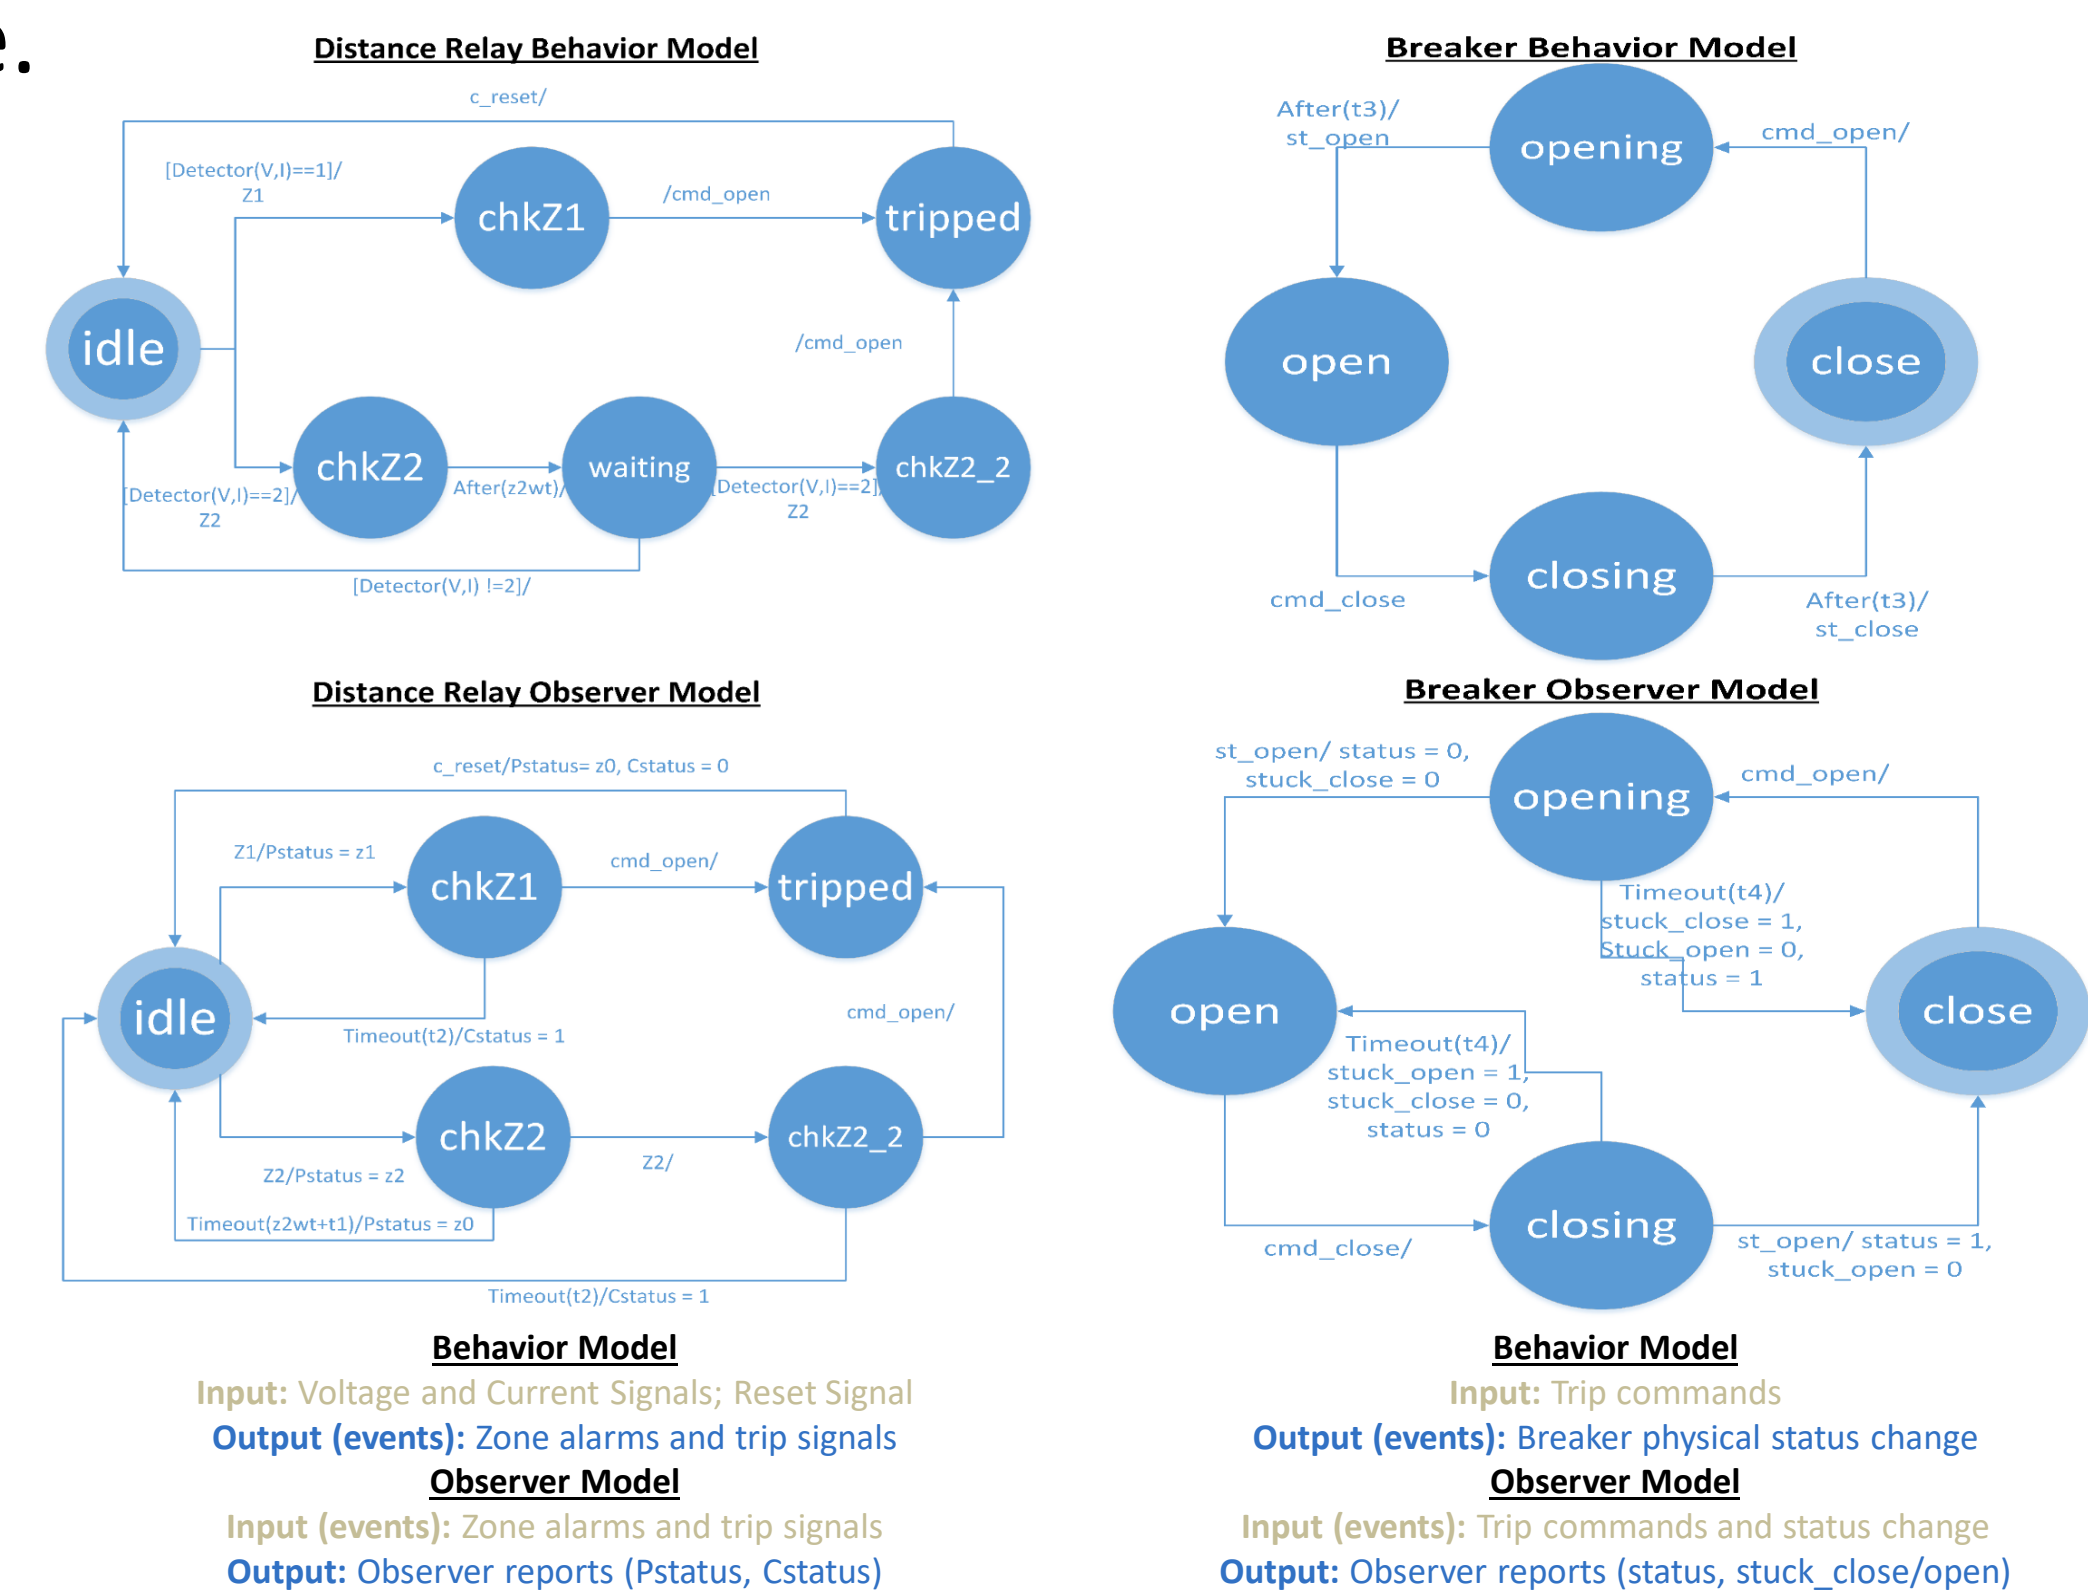 e.
Distance Relay Behavior Model
c_reset/
[Detector(V,I)==1]/
Z1
chkZ1
/cmd_open
tripped
idle
/cmd_open
chkZ2
After(z2wt)/
waiting
[Detector(V,I)==2]/
Z2
chkZ2_2
[Detector(V,I)==2]/
Z2
[Detector(V,I) !=2]/
Breaker Behavior Model
After(t3)/
st_open
opening
cmd_open/
open
close
cmd_close
closing
After(t3)/
st_close
Distance Relay Observer Model
c_reset/Pstatus= z0, Cstatus = 0
Z1/Pstatus = z1
chkZ1
cmd_open/
tripped
idle
Timeout(t2)/Cstatus = 1
cmd_open/
chkZ2
Z2/
chkZ2_2
Z2/Pstatus = z2
Timeout(z2wt+t1)/Pstatus = z0
Timeout(t2)/Cstatus = 1
Breaker Observer Model
st_open/ status = 0,
stuck_close = 0
opening
cmd_open/
Timeout(t4)/
stuck_close = 1,
Stuck_open = 0,
status = 1
open
close
Timeout(t4)/
stuck_open = 1,
stuck_close = 0,
status = 0
cmd_close/
closing
st_open/ status = 1,
stuck_open = 0
Behavior Model
Input: Voltage and Current Signals; Reset Signal
Output (events): Zone alarms and trip signals
Observer Model
Input (events): Zone alarms and trip signals
Output: Observer reports (Pstatus, Cstatus)
Behavior Model
Input: Trip commands
Output (events): Breaker physical status change
Observer Model
Input (events): Trip commands and status change
Output: Observer reports (status, stuck_close/open)